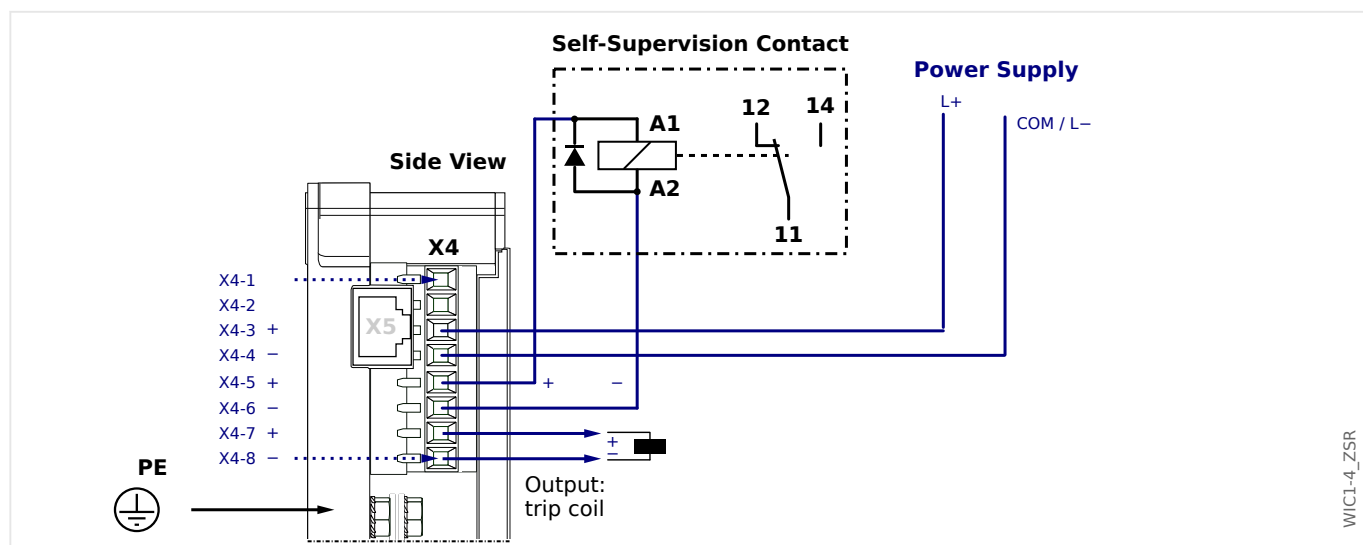 Self-Supervision Contact
Power Supply
L+
COM / L−
12
14
A1
A2
11
Side View
X4
X4-1
X4-2
X4-3 +
X4-4 −
X4-5 +
X4-6 −
X4-7 +
X4-8 −
X5
+ −
+
−
Output:
trip coil
PE
WIC1-4_ZSR